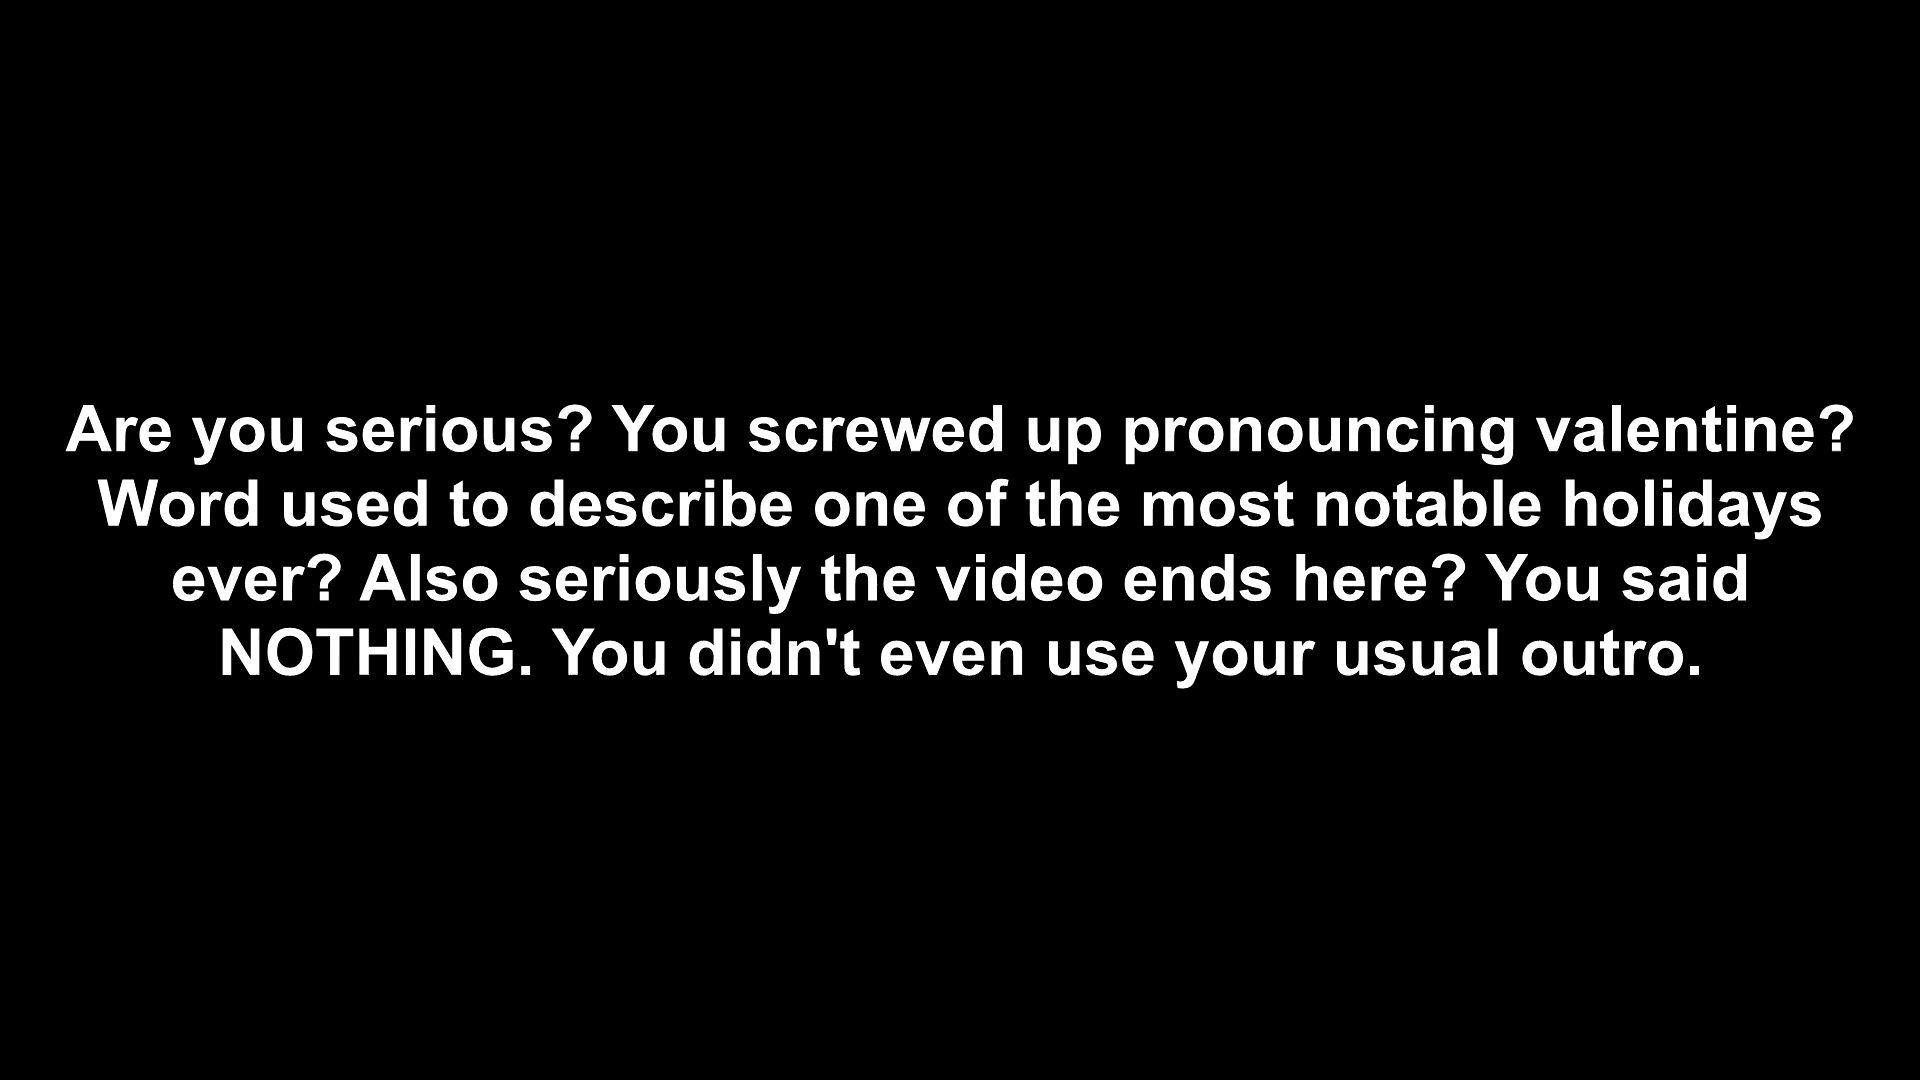 Are you serious? You screwed up pronouncing valentine?
Word used to describe one of the most notable holidays
ever? Also seriously the video ends here? You said
NOTHING. You didn't even use your usual outro.